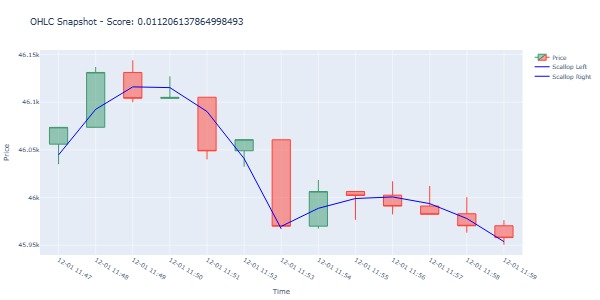 OHLC Snapshot - Score: 0.011206137864998493
46.15k
46.1k
46.05k
46k
45.95k
Price
12-01 11:47
12-01 11:48
12-01 11:49
12-01 11:50
12-01 11:51
12-01 11:52
12-01 11:53
12-01 11:54
12-01 11:55
12-01 11:56
12-01 11:57
12-01 11:58
12-01 11:59
Time
Price
Scallop Left
Scallop Right